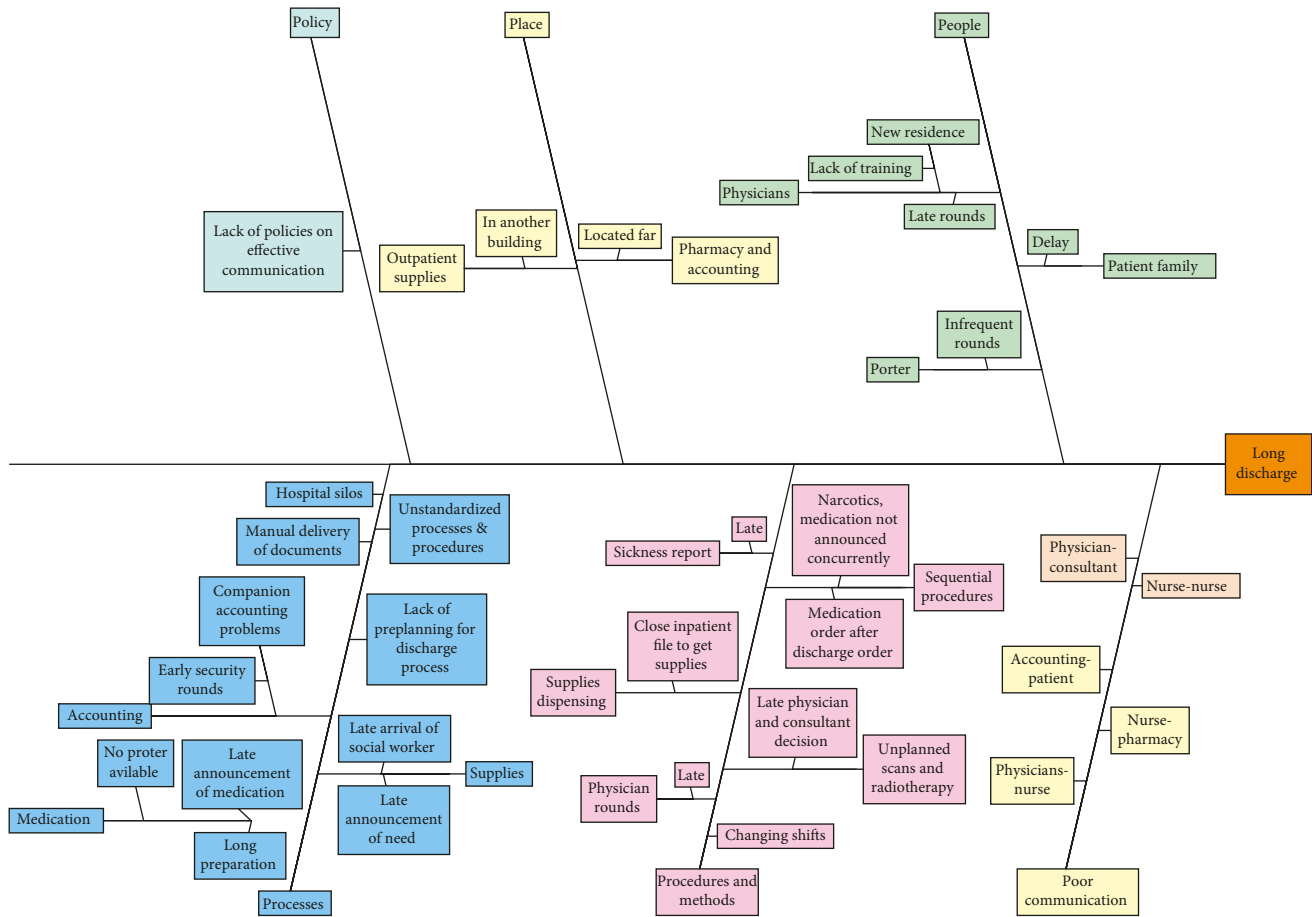 Policy
Place
People
New residence
Lack of training
Physicians
Late rounds
Lack of policies on
effective
communication
In another
building
Outpatient
supplies
Located far
Pharmacy and
accounting
Delay
Patient family
Infrequent
rounds
Porter
Long
discharge
Hospital silos
Unstandardized
processes &
procedures
Manual delivery
of documents
Companion
accounting
problems
Lack of
preplanning for
discharge
process
Early security
rounds
Accounting
Late arrival of
social worker
Supplies
No proter
avilable
Late
announcement
of medication
Medication
Late
announcement
of need
Long
preparation
Processes
Late
Sickness report
Narcotics,
medication not
announced
concurrently
Sequential
procedures
Medication
order after
discharge order
Close inpatient
file to get
supplies
Supplies
dispensing
Late physician
and consultant
decision
Unplanned
scans and
radiotherapy
Late
Physician
rounds
Changing shifts
Procedures and
methods
Physician-
consultant
Nurse-nurse
Accounting-
patient
Nurse-
pharmacy
Physicians-
nurse
Poor
communication